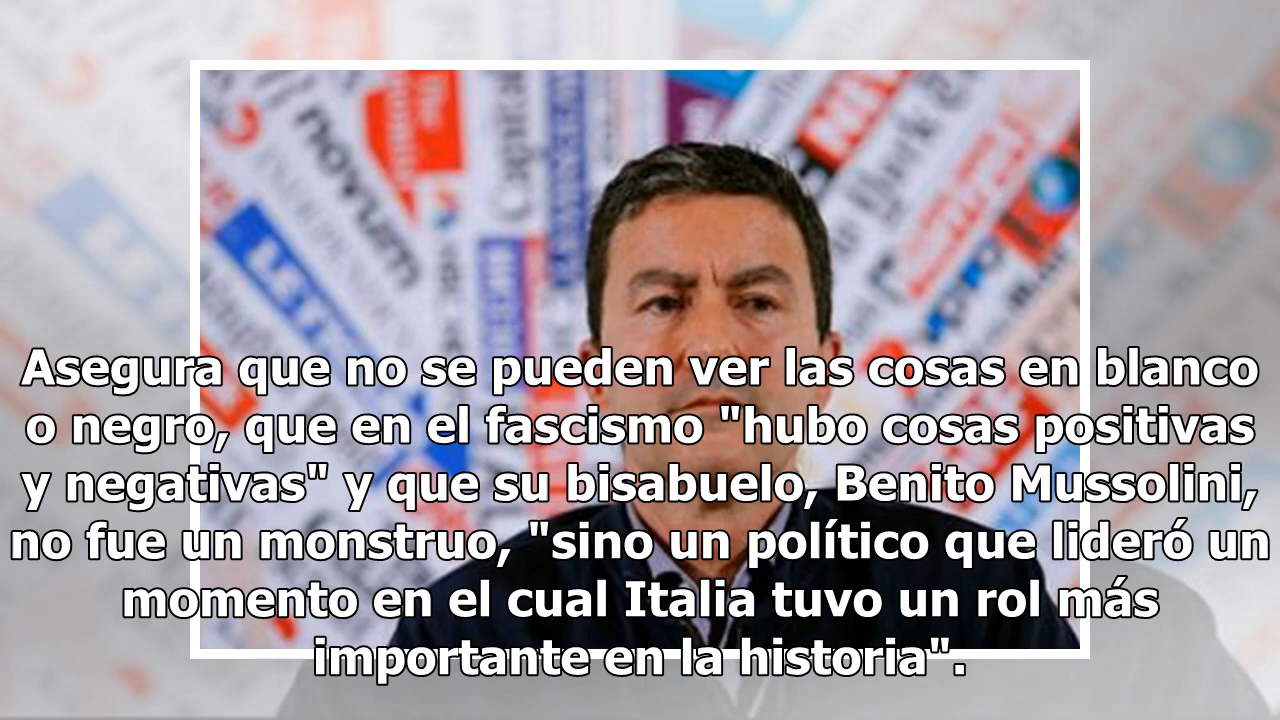 novum
Asegura que no se pueden ver las cosas en blanco
o negro, que en el fascismo "hubo cosas positivas
y negativas" y que su bisabuelo, Benito Mussolini,
no fue un monstruo, "sino un político que lideró un
momento en el cual Italia tuvo un rol más
importante en la historia".